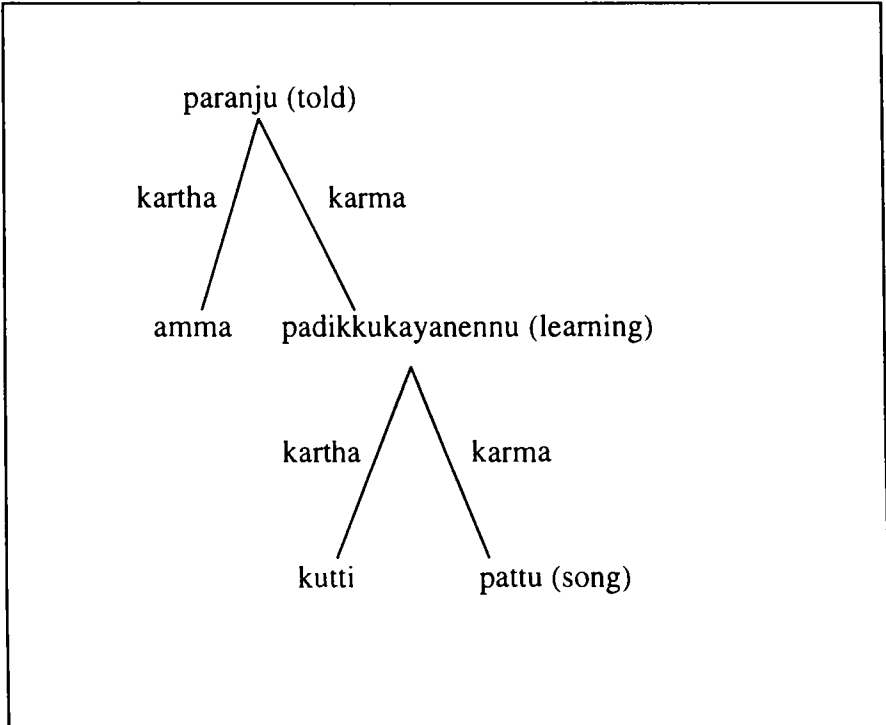 paranju (told)
kartha karma
amma padikkukayanennu (learning)
kartha karma
kutti pattu (song)